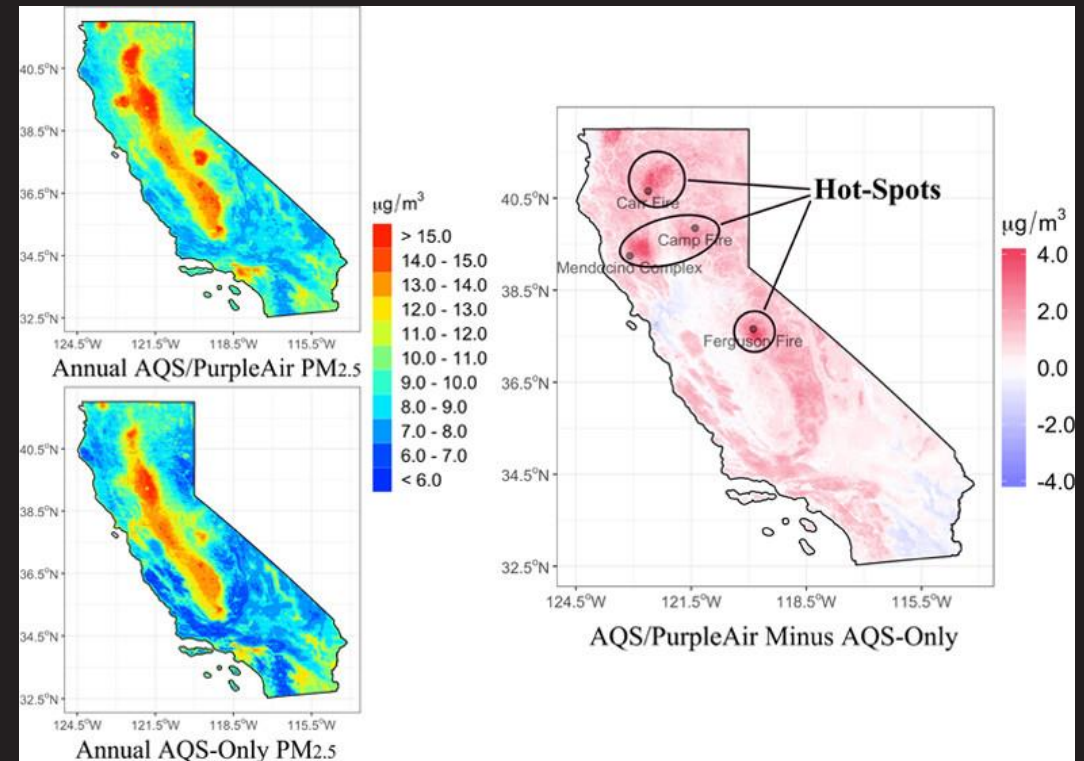 40.5°N
38.5°N
36.5°N
34.5°N
32.5°N
124.5°W 121.5°W 118.5°W 115.5°W
Annual AQS/PurpleAir PM2.5
40.5°N
38.5°N
36.5°N
34.5°N
32.5°N
124.5°W 121.5°W 118.5°W 115.5°W
Annual AQS-Only PM2.5
μg/m³
> 15.0
14.0 - 15.0
13.0 - 14.0
12.0 - 13.0
11.0 - 12.0
10.0 - 11.0
9.0 - 10.0
8.0 - 9.0
7.0 - 8.0
6.0 - 7.0
< 6.0
Hot-Spots
Carr Fire
Camp Fire
Mendocino Complex
Ferguson Fire
40.5°N
38.5°N
36.5°N
34.5°N
32.5°N
124.5°W 121.5°W 118.5°W 115.5°W
AQS/PurpleAir Minus AQS-Only
μg/m³
4.0
2.0
0.0
-2.0
-4.0